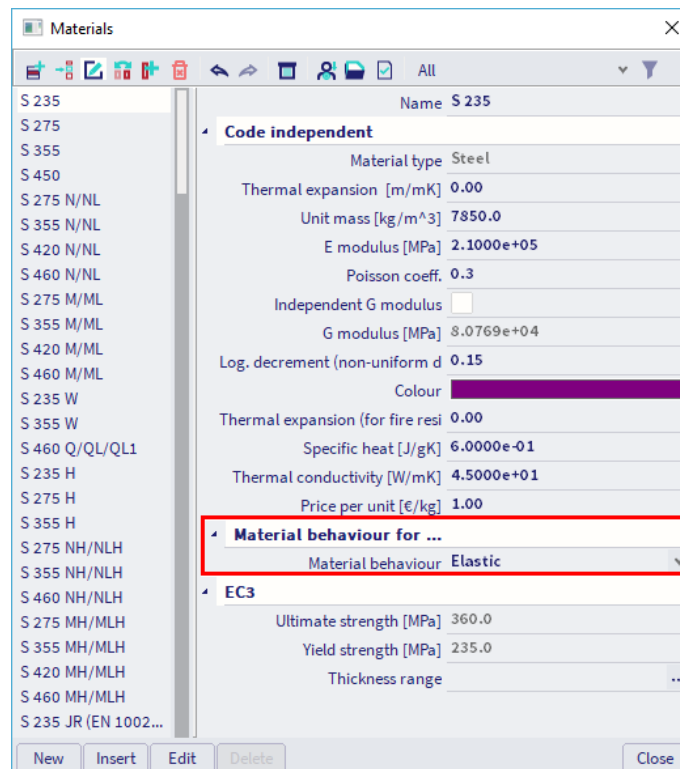 Materials
All
S 235
S 275
S 355
S 450
S 275 N/NL
S 355 N/NL
S 420 N/NL
S 460 N/NL
S 275 M/ML
S 355 M/ML
S 420 M/ML
S 460 M/ML
S 235 W
S 355 W
S 460 Q/QL/QL1
S 235 H
S 275 H
S 355 H
S 275 NH/NLH
S 355 NH/NLH
S 460 NH/NLH
S 275 MH/MLH
S 355 MH/MLH
S 420 MH/MLH
S 460 MH/MLH
S 235 JR (EN 1002...
Name S 235
Code independent
Material type Steel
Thermal expansion [m/mK] 0.00
Unit mass [kg/m^3] 7850.0
E modulus [MPa] 2.1000e+05
Poisson coeff. 0.3
Independent G modulus
G modulus [MPa] 8.0769e+04
Log. decrement (non-uniform d 0.15
Colour
Thermal expansion (for fire resi 0.00
Specific heat [J/gK] 6.0000e-01
Thermal conductivity [W/mK] 4.5000e+01
Price per unit [€/kg] 1.00
Material behaviour for ...
Material behaviour Elastic
EC3
Ultimate strength [MPa] 360.0
Yield strength [MPa] 235.0
Thickness range ...
New Insert Edit Delete Close